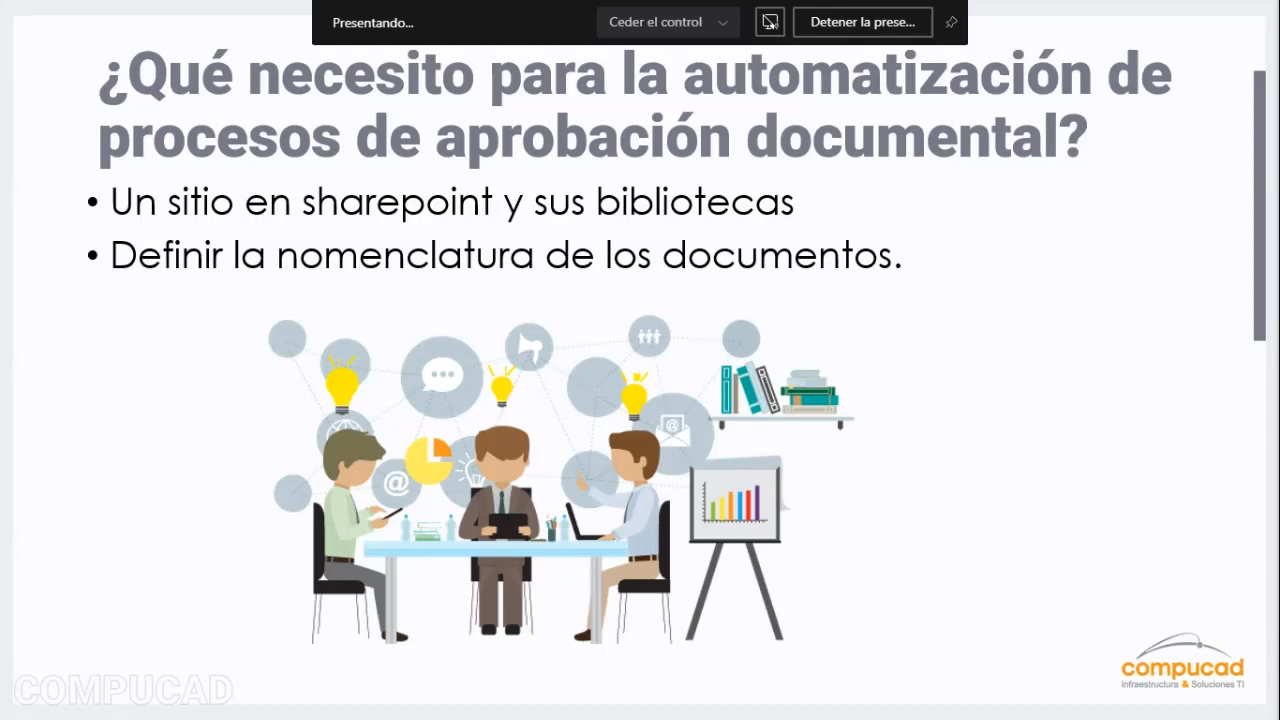 Presentando...
Ceder el control
Detener la prese...
¿Qué necesito para la automatización de
procesos de aprobación documental?
• Un sitio en sharepoint y sus bibliotecas
• Definir la nomenclatura de los documentos.
@
@
compucad
Infraestructura & Soluciones TI
COMPUCAD